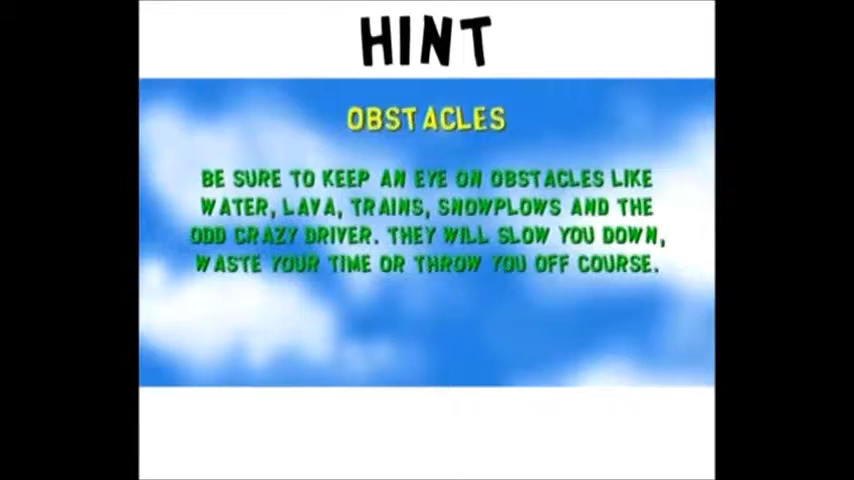 HINT
OBSTACLES
BE SURE TO KEEP AN EYE ON OBSTACLES LIKE
WATER, LAVA, TRAINS, SNOWPLOWS AND THE
ODD CRAZY DRIVER. THEY WILL SLOW YOU DOWN,
WASTE YOUR TIME OR THROW YOU OFF COURSE.